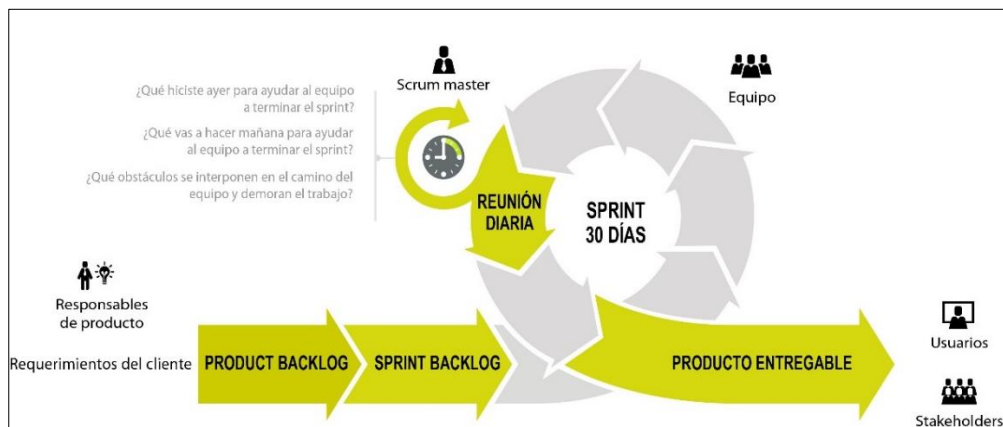 Scrum master
Equipo
¿Qué hiciste ayer para ayudar al equipo
a terminar el sprint?
¿Qué vas a hacer mañana para ayudar
al equipo a terminar el sprint?
¿Qué obstáculos se interponen en el camino del
equipo y demoran el trabajo?
REUNIÓN
DIARIA
SPRINT
30 DÍAS
Responsables
de producto
Requerimientos del cliente
PRODUCT BACKLOG
SPRINT BACKLOG
PRODUCTO ENTREGABLE
Usuarios
Stakeholders